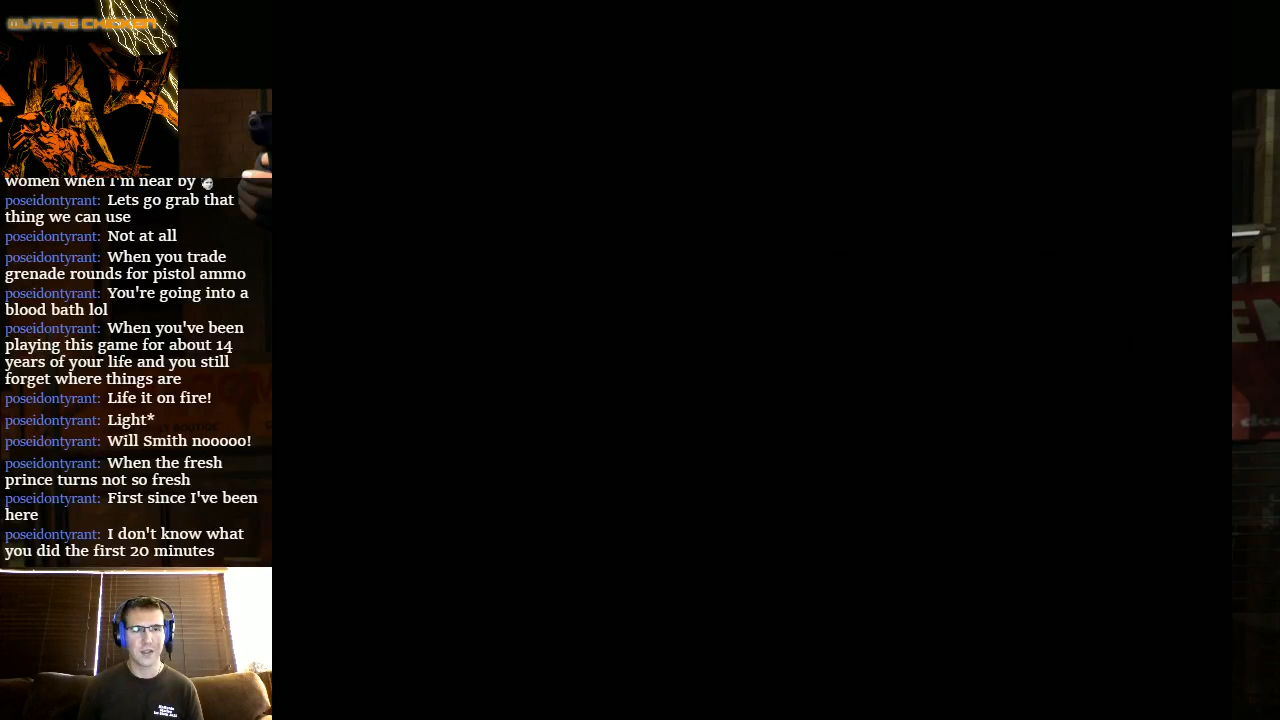 WUTANG CHICKEN
women when I'm near by
poseidontyrant: Lets go grab that
thing we can use
poseidontyrant: Not at all
poseidontyrant: When you trade
grenade rounds for pistol ammo
poseidontyrant: You're going into a
blood bath lol
poseidontyrant: When you've been
playing this game for about 14
years of your life and you still
forget where things are
poseidontyrant: Life it on fire!
poseidontyrant: Light*
poseidontyrant: Will Smith nooooo!
poseidontyrant: When the fresh
prince turns not so fresh
poseidontyrant: First since I've been
here
poseidontyrant: I don't know what
you did the first 20 minutes